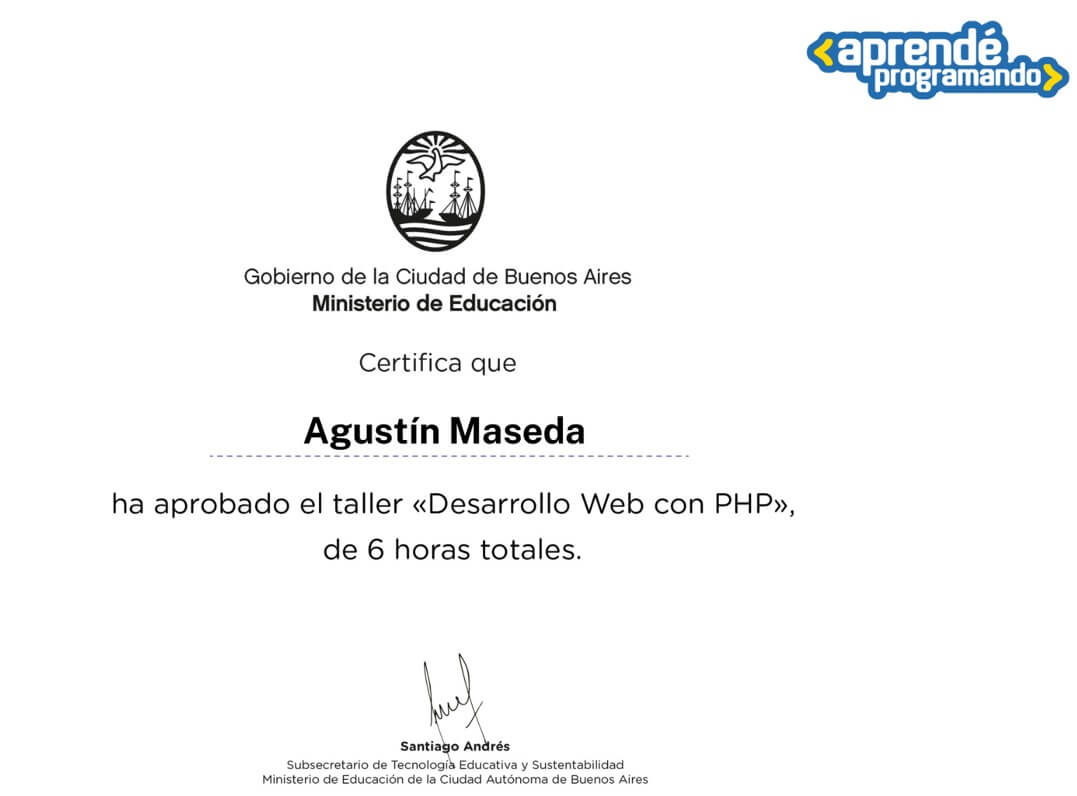 <aprendé
programando>
Gobierno de la Ciudad de Buenos Aires
Ministerio de Educación
Certifica que
Agustín Maseda
ha aprobado el taller «Desarrollo Web con PHP»,
de 6 horas totales.
Santiago Andrés
Subsecretario de Tecnología Educativa y Sustentabilidad
Ministerio de Educación de la Ciudad Autónoma de Buenos Aires